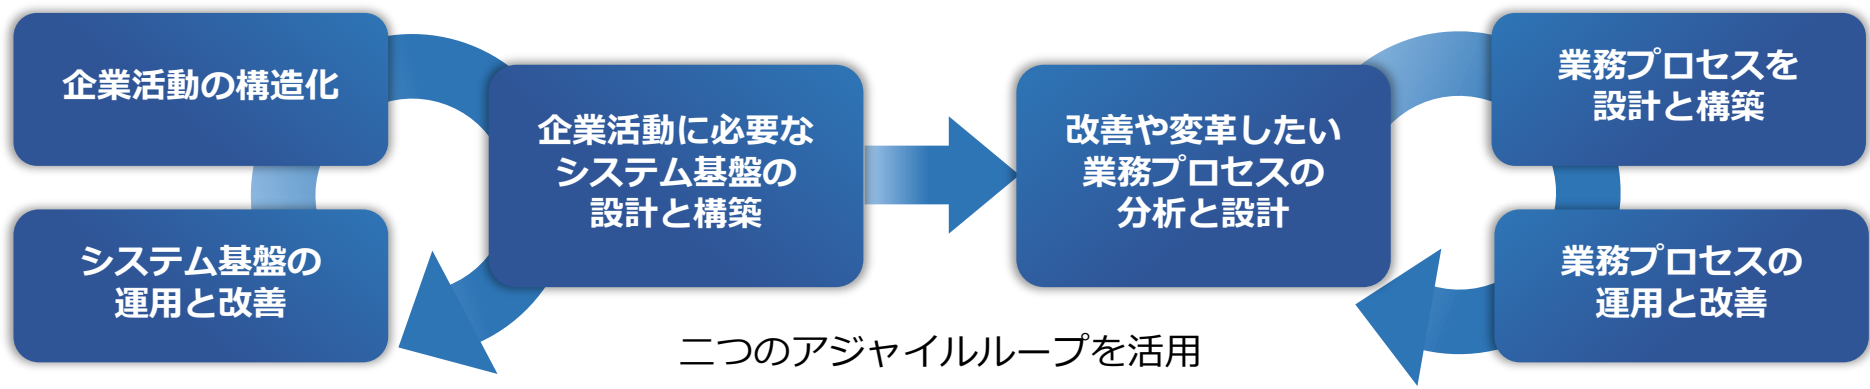 企業活動の構造化
システム基盤の
運用と改善
企業活動に必要な
システム基盤の
設計と構築
改善や変革したい
業務プロセスの
分析と設計
業務プロセスを
設計と構築
業務プロセスの
運用と改善
二つのアジャイルループを活用